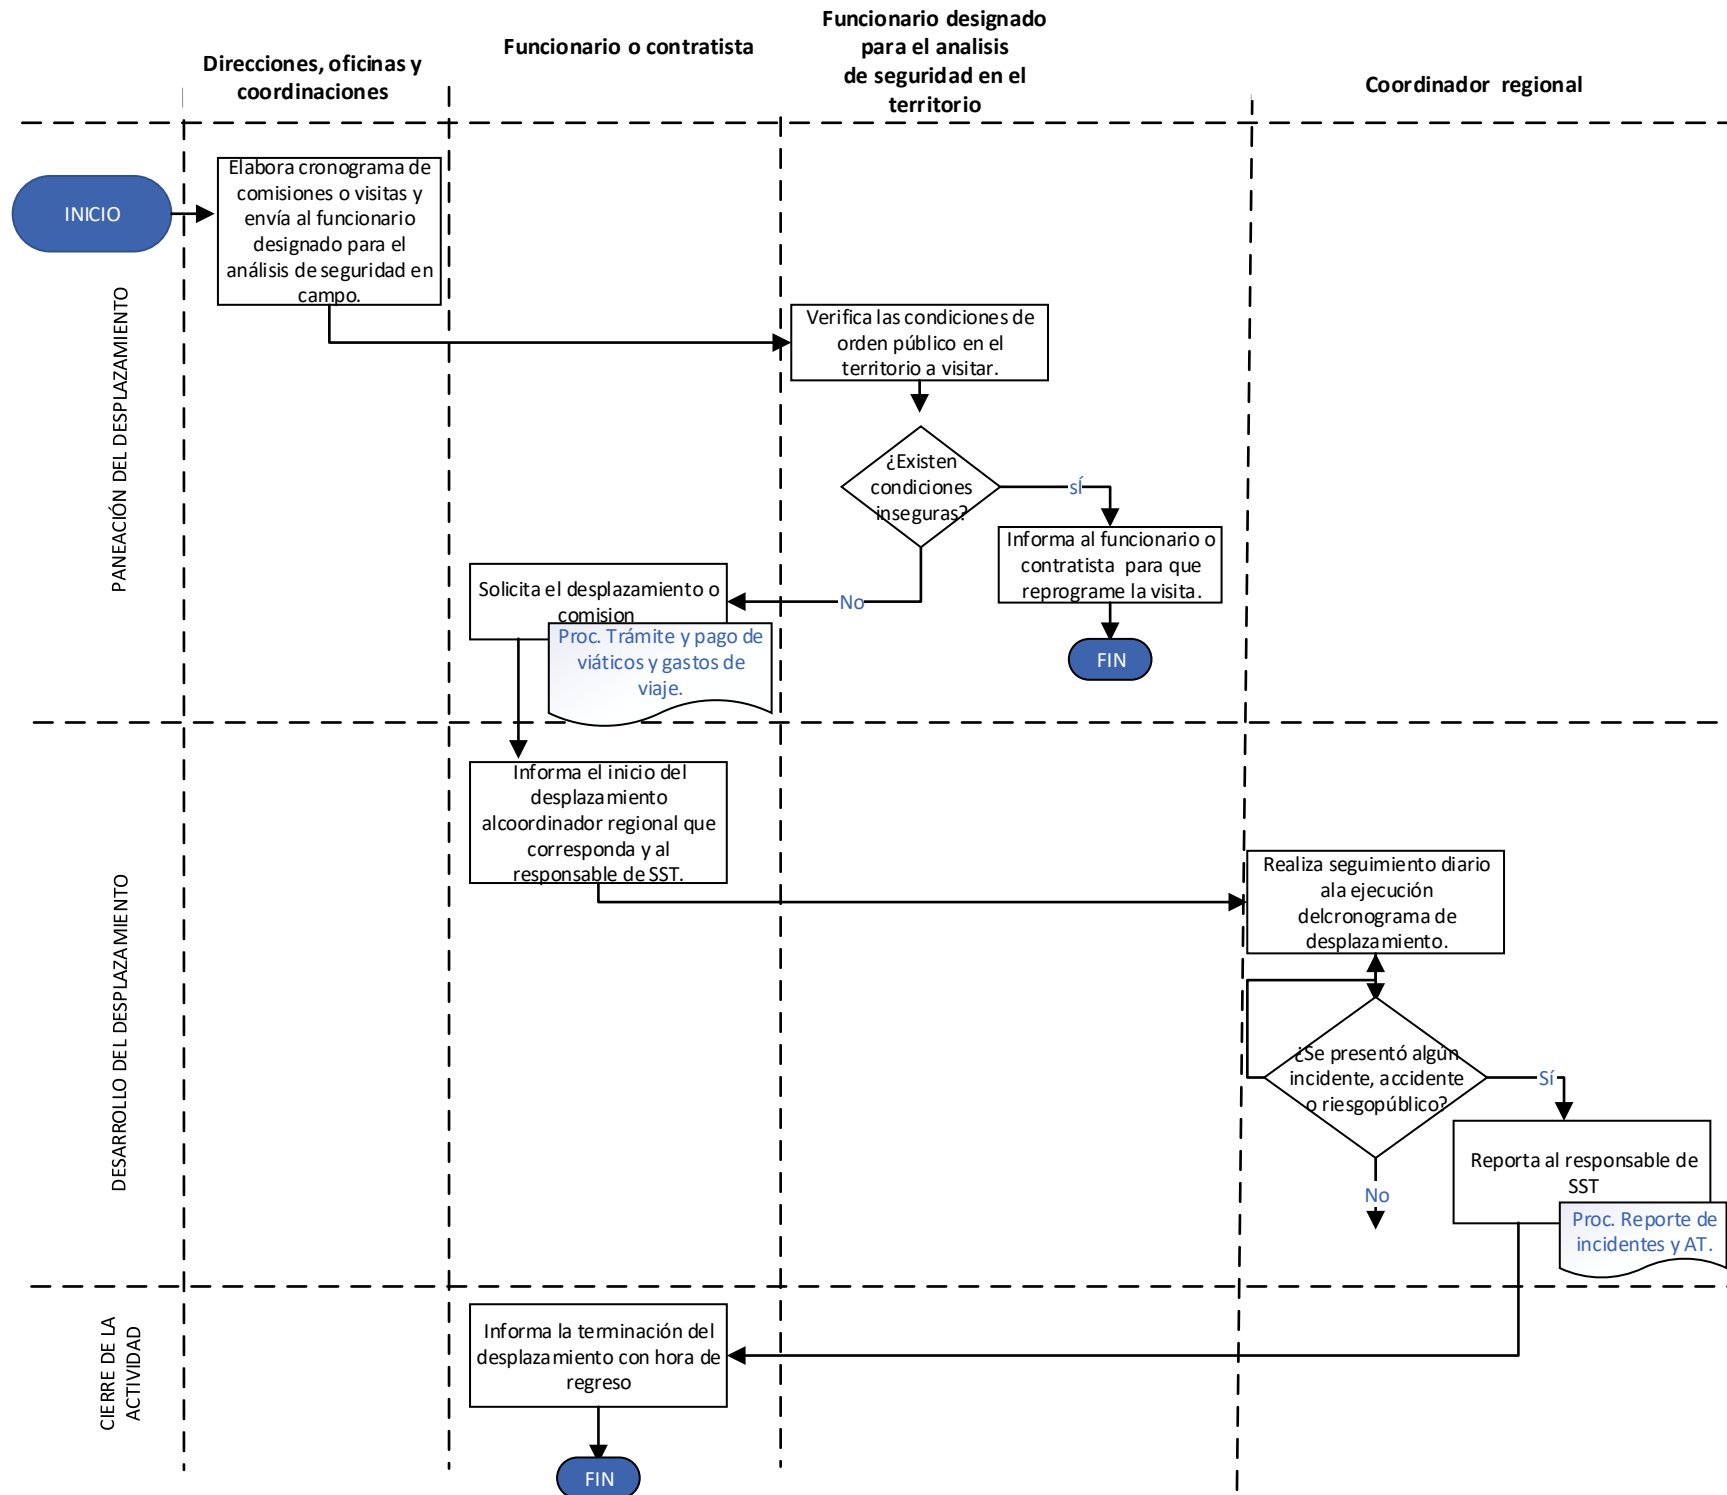 Direcciones, oficinas y
coordinaciones
Funcionario o contratista
Funcionario designado
para el analisis
de seguridad en el
territorio
Coordinador regional
INICIO
PANEACIÓN DEL DESPLAZAMIENTO
Elabora cronograma de
comisiones o visitas y
envía al funcionario
designado para el
análisis de seguridad en
campo.
Verifica las condiciones de
orden público en el
territorio a visitar.
¿Existen
condiciones
inseguras?
sÍ
Informa al funcionario o
contratista para que
reprograme la visita.
FIN
No
Solicita el desplazamiento o
comision
Proc. Trámite y pago de
viáticos y gastos de
viaje.
DESARROLLO DEL DESPLAZAMIENTO
Informa el inicio del
desplazamiento
alcoordinador regional que
corresponda y al
responsable de SST.
Realiza seguimiento diario
ala ejecución
delcronograma de
desplazamiento.
¿Se presentó algún
incidente, accidente
o riesgopúblico?
Sí
No
Reporta al responsable de
SST
Proc. Reporte de
incidentes y AT.
CIERRE DE LA
ACTIVIDAD
Informa la terminación del
desplazamiento con hora de
regreso
FIN